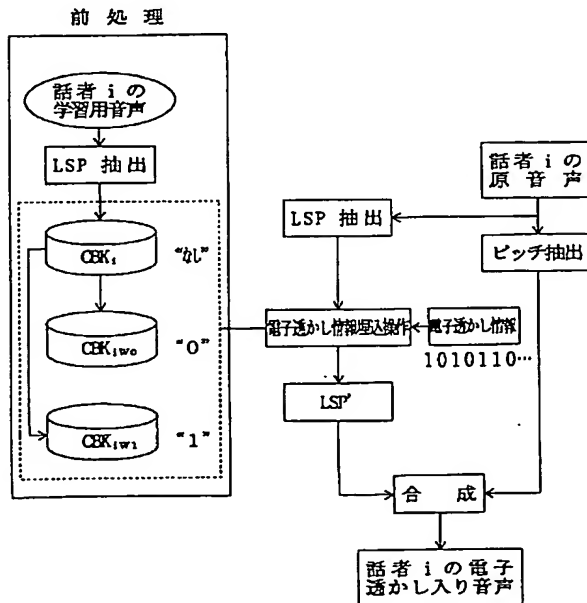 前処理
話者iの
学習用音声
LSP 抽出
CBKi
“なし”
CBKiw0
“0”
CBKiw1
“1”
話者iの
原音声
LSP 抽出
ピッチ抽出
電子透かし情報埋込操作
電子透かし情報
1010110…
LSP'
合成
話者iの電子
透かし入り音声